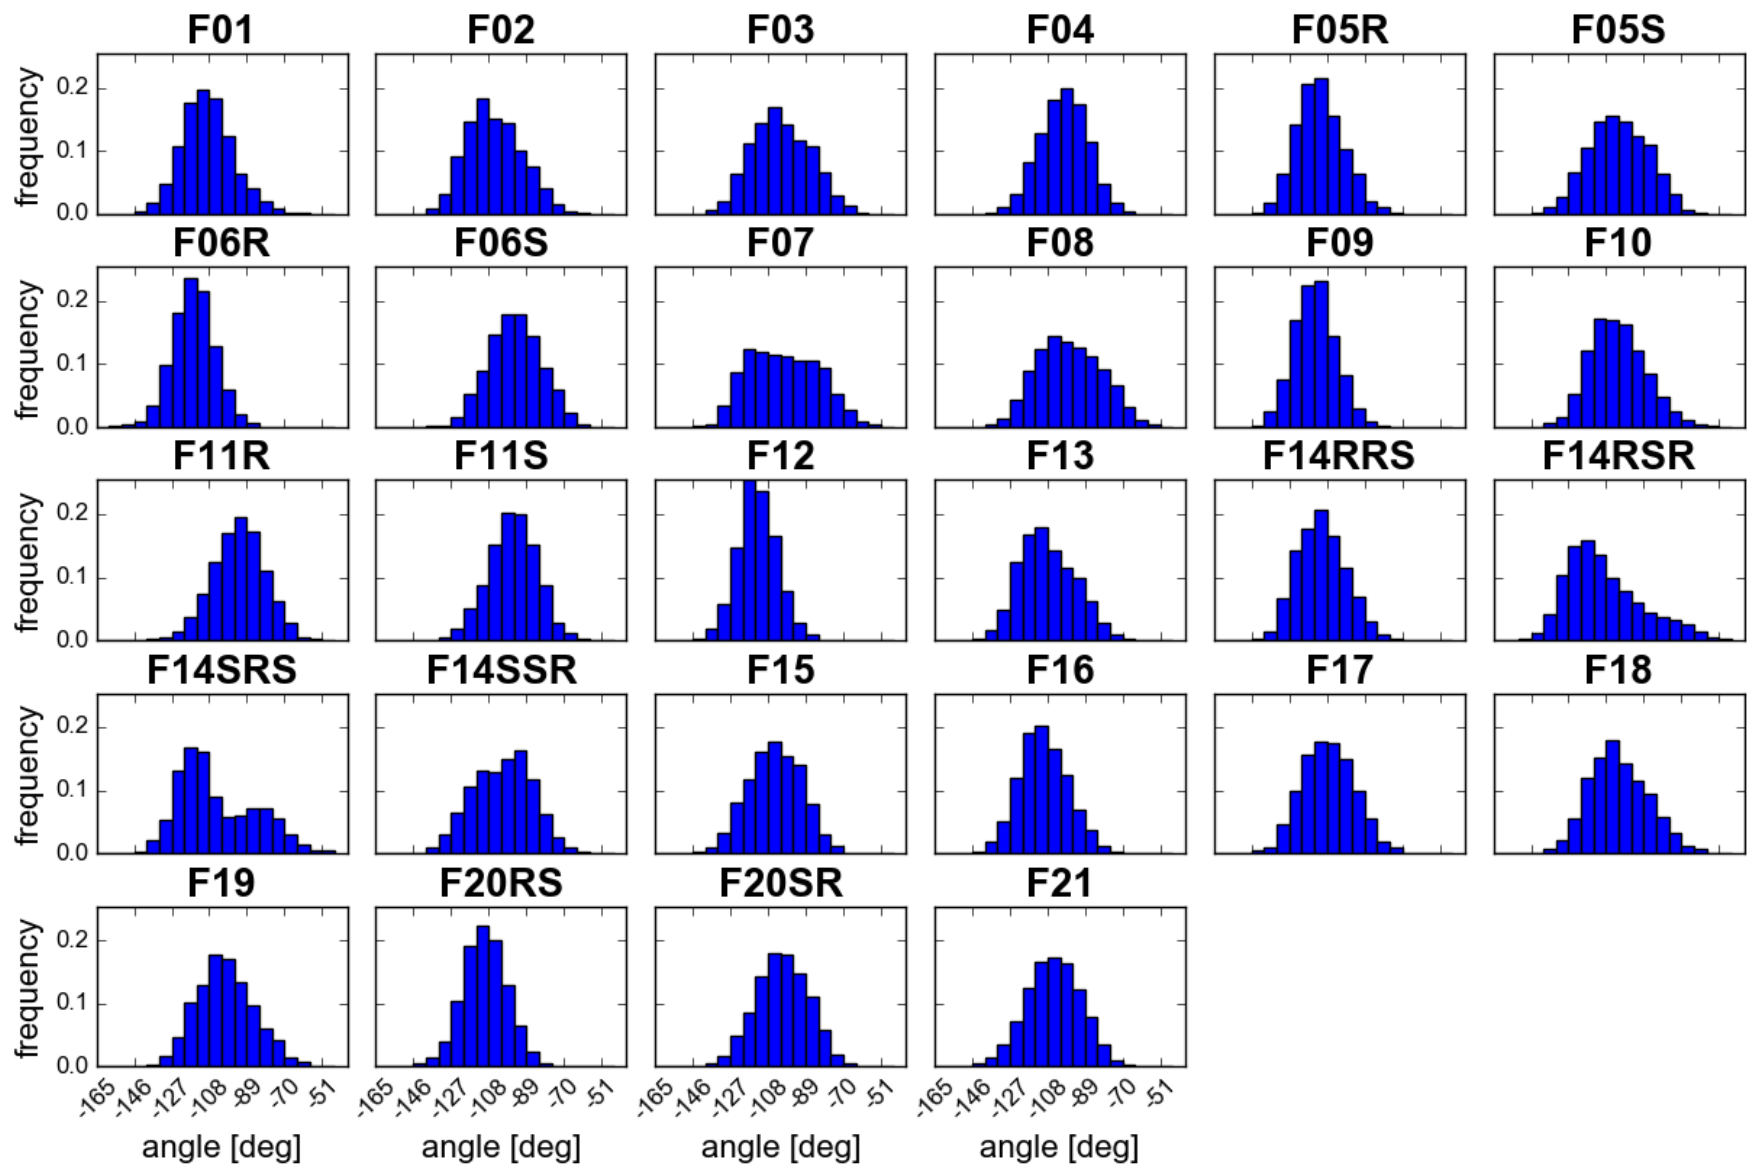 F01 F02 F03 F04 F05R F05S
frequency 0.2 0.1 0.0
F06R F06S F07 F08 F09 F10
frequency 0.2 0.1 0.0
F11R F11S F12 F13 F14RRS F14RSR
frequency 0.2 0.1 0.0
F14SRS F14SSR F15 F16 F17 F18
frequency 0.2 0.1 0.0
F19 F20RS F20SR F21
frequency 0.2 0.1 0.0
-165 -146 -127 -108 -89 -70 -51 -165 -146 -127 -108 -89 -70 -51 -165 -146 -127 -108 -89 -70 -51 -165 -146 -127 -108 -89 -70 -51
angle [deg] angle [deg] angle [deg] angle [deg]